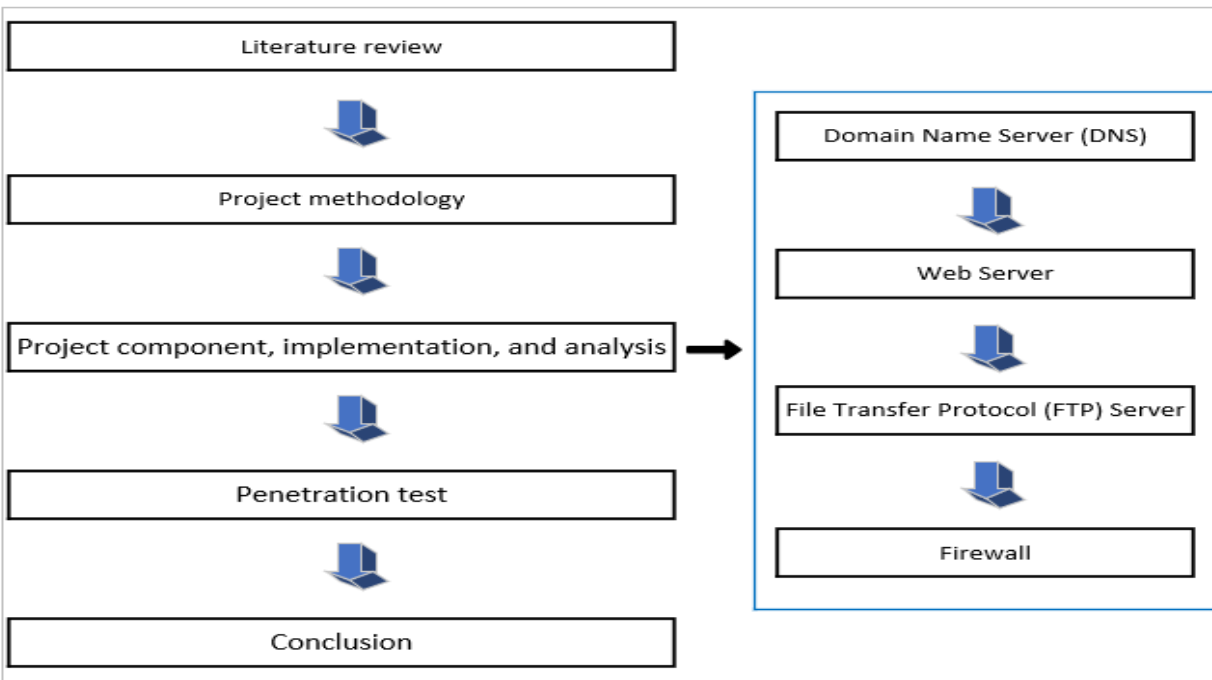 Literature review
Project methodology
Project component, implementation, and analysis
Penetration test
Conclusion
Domain Name Server (DNS)
Web Server
File Transfer Protocol (FTP) Server
Firewall